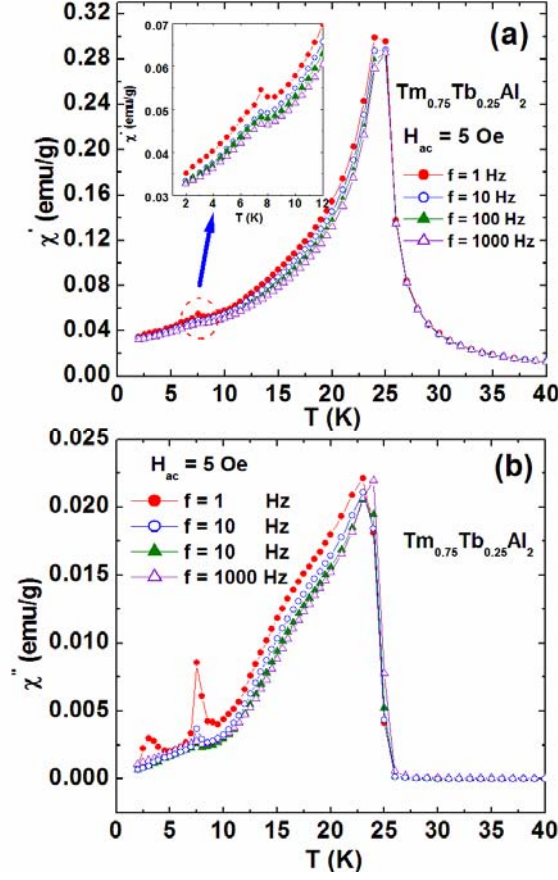 (a)
0.32
0.28
0.24
0.20
0.16
0.12
0.08
0.04
0.00
χ' (emu/g)
0.07
0.06
0.05
0.04
0.03
χ' (emu/g)
2 4 6 8 10 12
T (K)
Tm0.75Tb0.25Al2
Hac = 5 Oe
f = 1 Hz
f = 10 Hz
f = 100 Hz
f = 1000 Hz
0 5 10 15 20 25 30 35 40
T (K)
(b)
0.025
0.020
0.015
0.010
0.005
0.000
χ'' (emu/g)
Hac = 5 Oe
f = 1 Hz
f = 10 Hz
f = 10 Hz
f = 1000 Hz
Tm0.75Tb0.25Al2
0 5 10 15 20 25 30 35 40
T (K)